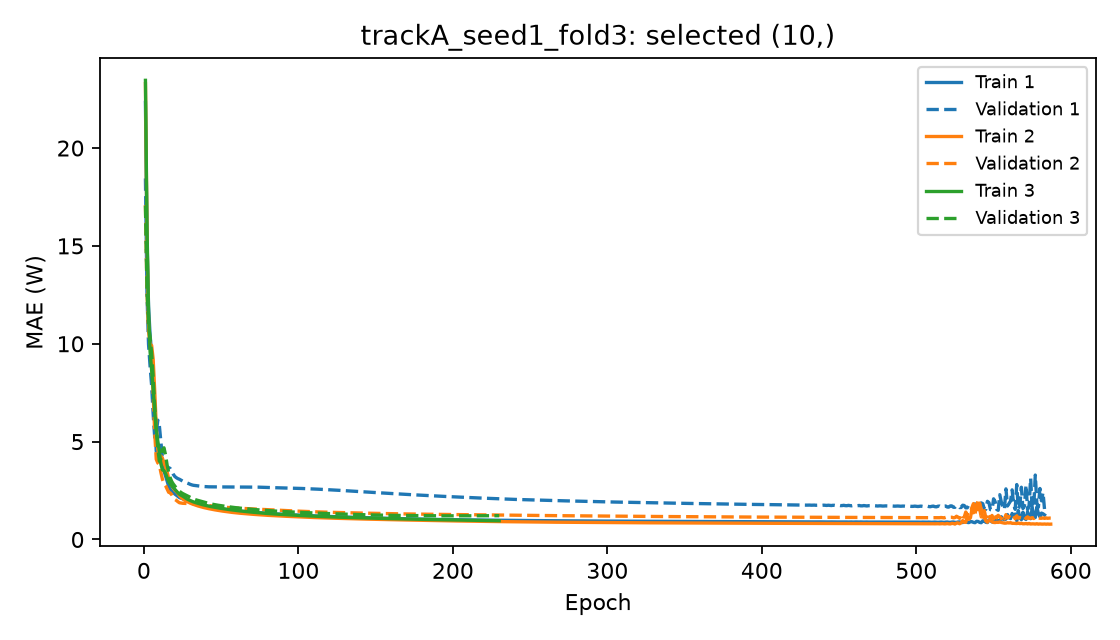 trackA_seed1_fold3: selected (10,)
MAE (W)
20
15
10
5
0
0 100 200 300 400 500 600
Epoch
Train 1
Validation 1
Train 2
Validation 2
Train 3
Validation 3